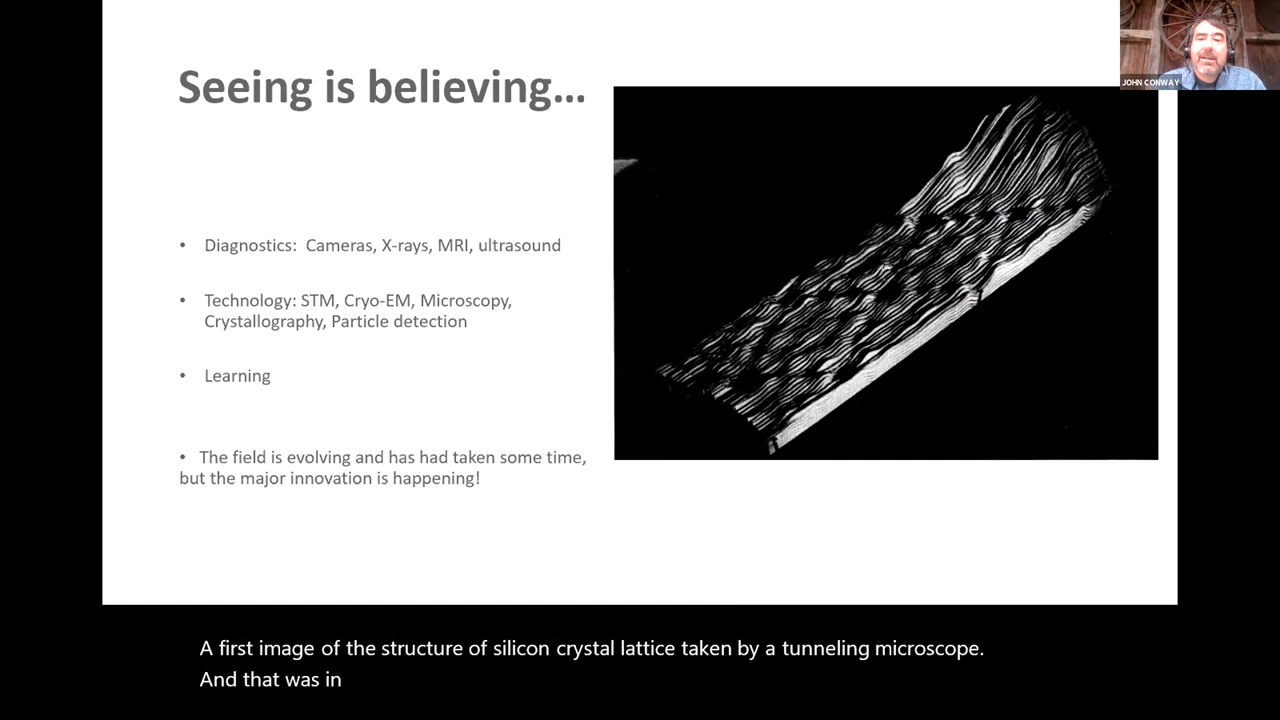 Seeing is believing...
JOHN CONWAY
• Diagnostics: Cameras, X-rays, MRI, ultrasound
• Technology: STM, Cryo-EM, Microscopy,
Crystallography, Particle detection
• Learning
• The field is evolving and has had taken some time,
but the major innovation is happening!
A first image of the structure of silicon crystal lattice taken by a tunneling microscope.
And that was in